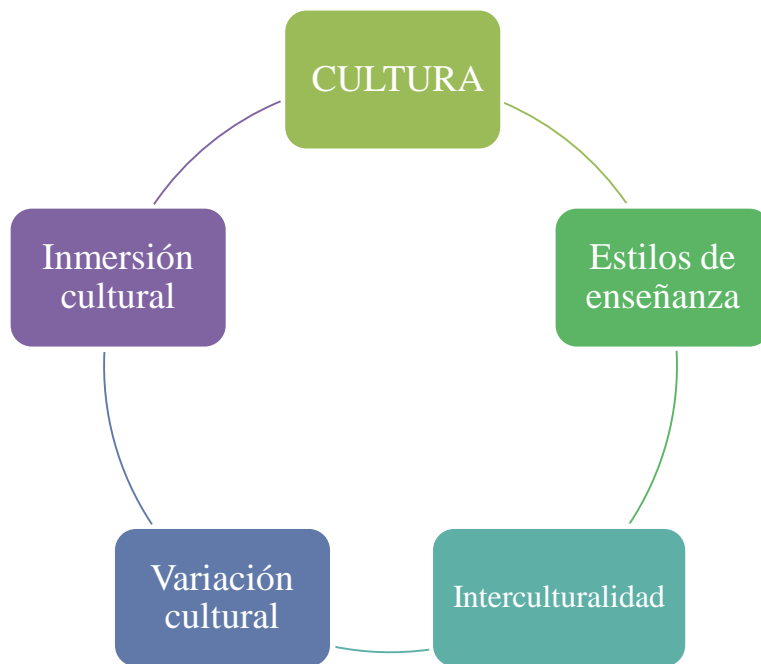 CULTURA
Estilos de
enseñanza
Interculturalidad
Variación
cultural
Inmersión
cultural